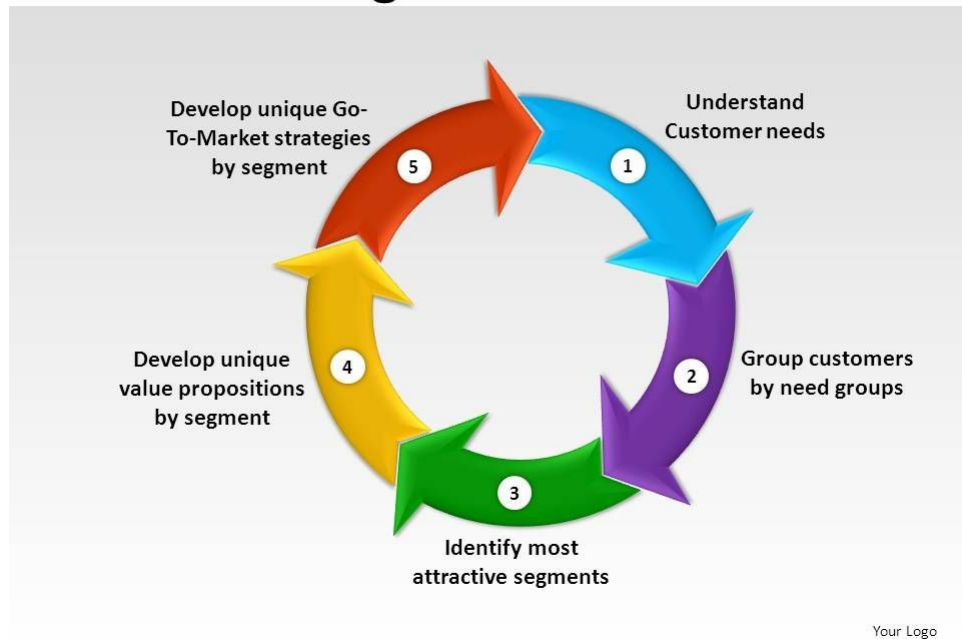 1
Understand
Customer needs
2
Group customers
by need groups
3
Identify most
attractive segments
4
Develop unique
value propositions
by segment
5
Develop unique Go-
To-Market strategies
by segment
Your Logo